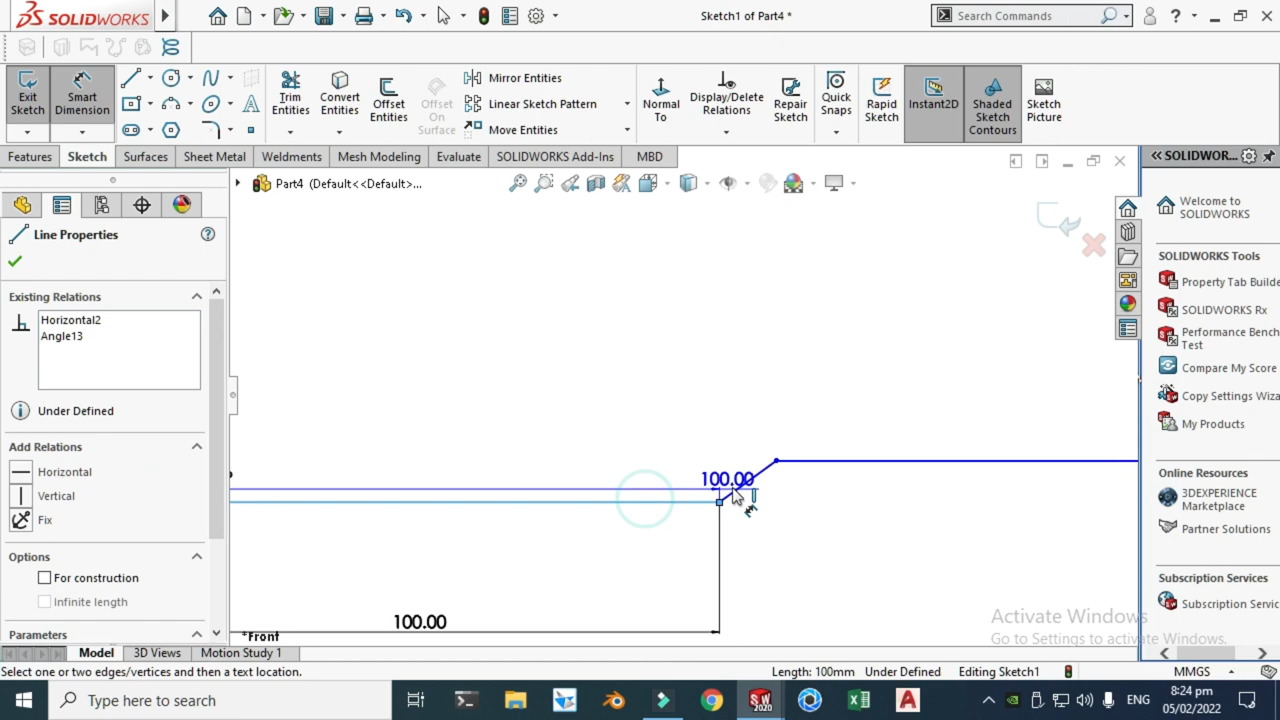 SOLIDWORKS
Sketch1 of Part4 *
Search Commands
Exit Sketch
Smart Dimension
Trim Entities
Convert Entities
Offset Entities
Offset On Surface
Mirror Entities
Linear Sketch Pattern
Move Entities
Normal To
Display/Delete Relations
Repair Sketch
Quick Snaps
Rapid Sketch
Instant2D
Shaded Sketch Contours
Sketch Picture
Features
Sketch
Surfaces
Sheet Metal
Weldments
Mesh Modeling
Evaluate
SOLIDWORKS Add-Ins
MBD
SOLIDWOR...
Part4 (Default<<Default>...
Line Properties
Existing Relations
Horizontal2
Angle13
Under Defined
Add Relations
Horizontal
Vertical
Fix
Options
For construction
Infinite length
Parameters
100.00
100.00
*Front
Welcome to SOLIDWORKS
SOLIDWORKS Tools
Property Tab Builde
SOLIDWORKS Rx
Performance Bench Test
Compare My Score
Copy Settings Wiza
My Products
Online Resources
3DEXPERIENCE Marketplace
Partner Solutions
Subscription Services
Subscription Servic
Activate Windows
Go to Settings to activate Windows.
Model
3D Views
Motion Study 1
Select one or two edges/vertices and then a text location.
Length: 100mm
Under Defined
Editing Sketch1
MMGS
Type here to search
SW
2020
ENG
8:24 pm
05/02/2022